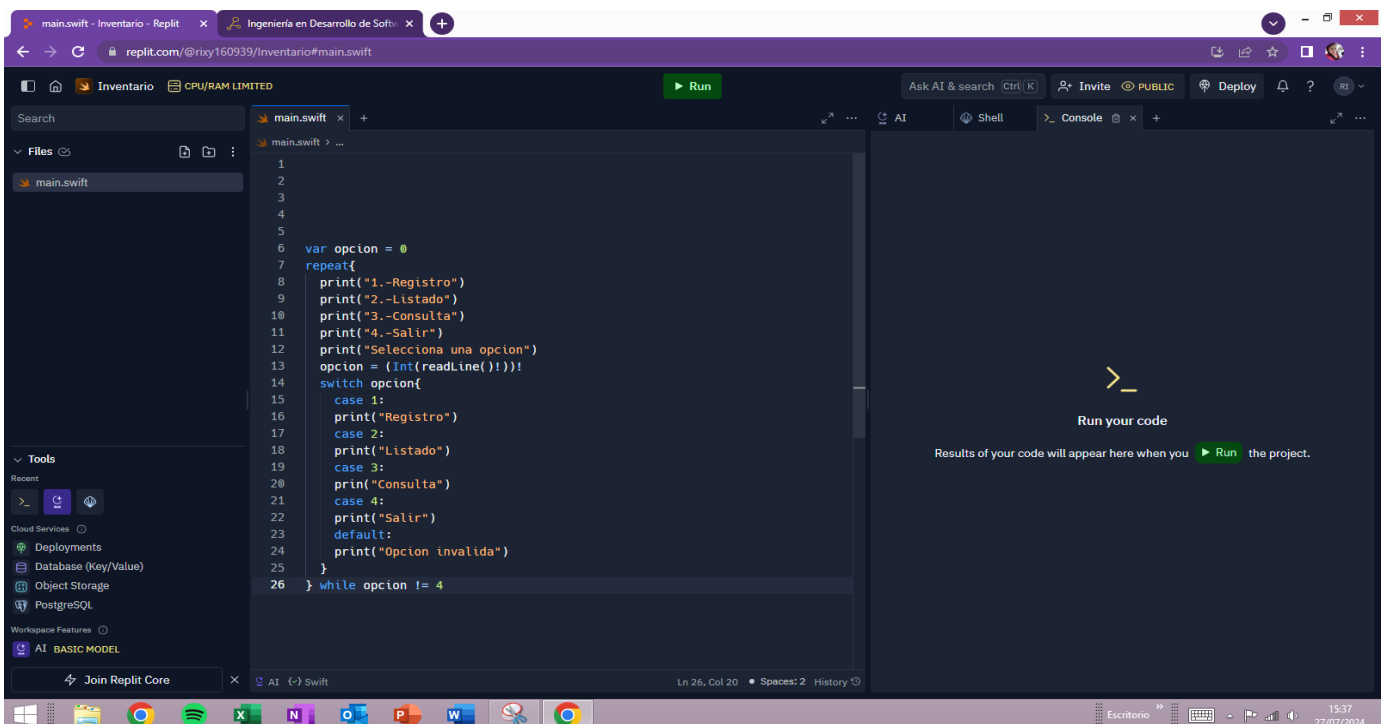 main.swift - Inventario - Replit
Ingeniería en Desarrollo de Softw
replit.com/@rixy160939/Inventario#main.swift
Inventario CPU/RAM LIMITED
Run
Ask AI & search Ctrl K
Invite PUBLIC
Deploy
?
RI
Search
Files
main.swift
main.swift
main.swift > ...
1
2
3
4
5
6 var opcion = 0
7 repeat{
8 print("1.-Registro")
9 print("2.-Listado")
10 print("3.-Consulta")
11 print("4.-Salir")
12 print("Selecciona una opcion")
13 opcion = (Int(readLine()!))!
14 switch opcion{
15 case 1:
16 print("Registro")
17 case 2:
18 print("Listado")
19 case 3:
20 prin("Consulta")
21 case 4:
22 print("Salir")
23 default:
24 print("Opcion invalida")
25 }
26 } while opcion != 4
AI
Shell
>_ Console
>_
Run your code
Results of your code will appear here when you Run the project.
Tools
Recent
>_
Cloud Services
Deployments
Database (Key/Value)
Object Storage
PostgreSQL
Workspace Features
AI BASIC MODEL
Join Replit Core
AI Swift
Ln 26, Col 20 • Spaces: 2 History
Escritorio
15:37
27/07/2024